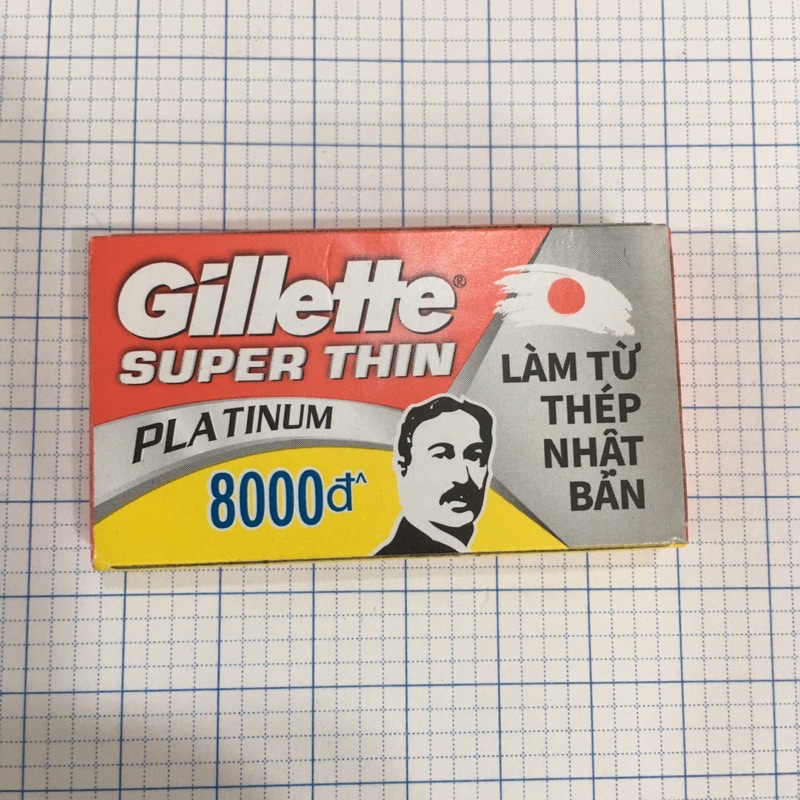 Gillette®
SUPER THIN
PLATINUM
8000đ^
LÀM TỪ
THÉP
NHẬT
BẢN